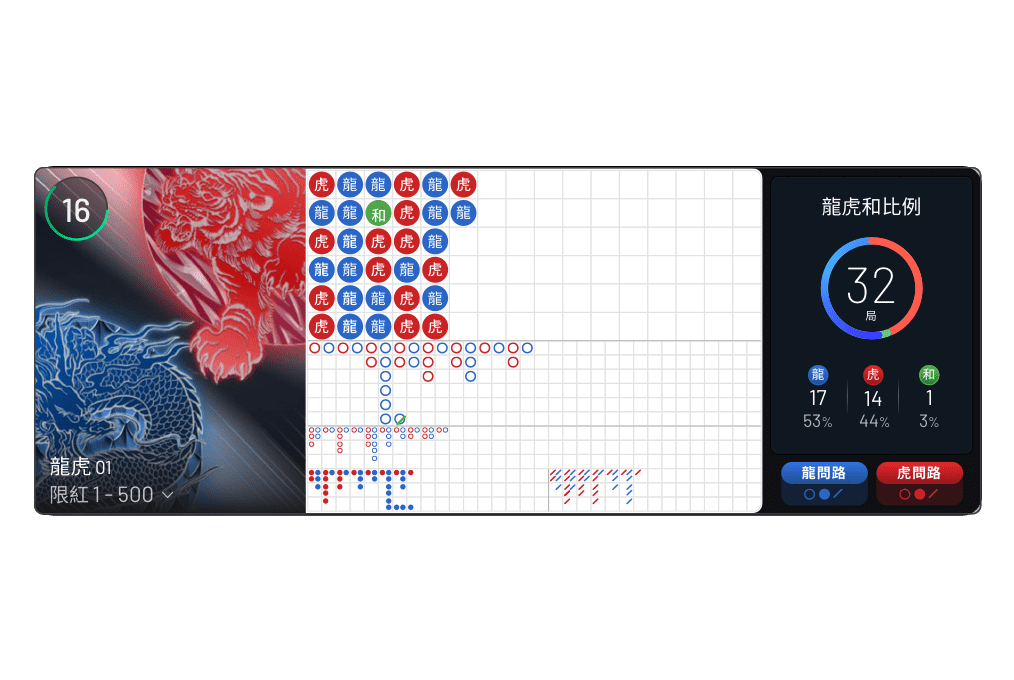 16
龍虎 01
限紅 1 - 500
虎 龍 龍 虎 龍 虎
龍 龍 和 虎 龍 龍
虎 龍 虎 虎 龍
龍 龍 虎 龍 虎
虎 龍 龍 虎 龍
虎 龍 龍 虎 虎
龍虎和比例
32
局
龍 虎 和
17 14 1
53% 44% 3%
龍問路 虎問路